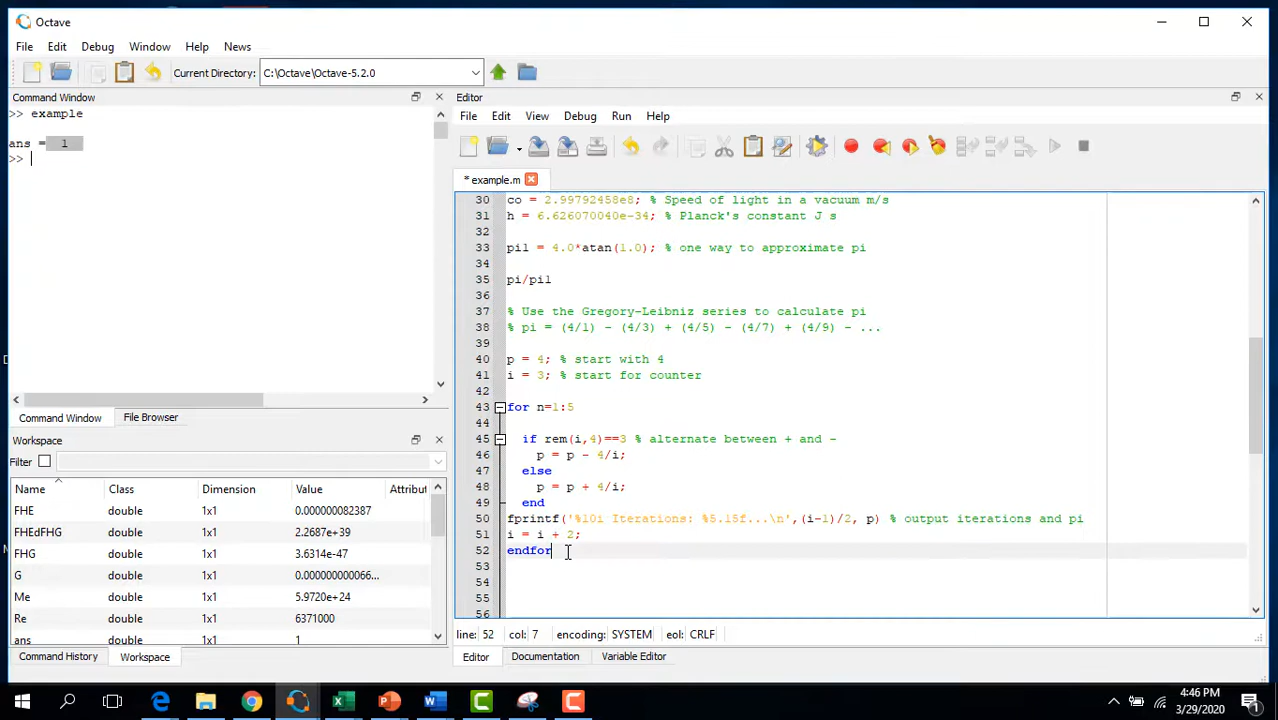 Octave
File Edit Debug Window Help News
Current Directory: C:\Octave\Octave-5.2.0
Command Window
>> example
ans = 1
>>
Command Window File Browser
Workspace
Filter
Name Class Dimension Value Attribut
FHE double 1x1 0.000000082387
FHEdFHG double 1x1 2.2687e+39
FHG double 1x1 3.6314e-47
G double 1x1 0.000000000066...
Me double 1x1 5.9720e+24
Re double 1x1 6371000
ans double 1x1 1
Command History Workspace
Editor
File Edit View Debug Run Help
* example.m
30 co = 2.99792458e8; % Speed of light in a vacuum m/s
31 h = 6.626070040e-34; % Planck's constant J s
32
33 pi1 = 4.0*atan(1.0); % one way to approximate pi
34
35 pi/pi1
36
37 % Use the Gregory-Leibniz series to calculate pi
38 % pi = (4/1) - (4/3) + (4/5) - (4/7) + (4/9) - ...
39
40 p = 4; % start with 4
41 i = 3; % start for counter
42
43 for n=1:5
44
45 if rem(i,4)==3 % alternate between + and -
46 p = p - 4/i;
47 else
48 p = p + 4/i;
49 end
50 fprintf('%10i Iterations: %5.15f...\n',(i-1)/2, p) % output iterations and pi
51 i = i + 2;
52 endfor
53
54
55
56
line: 52 col: 7 encoding: SYSTEM eol: CRLF
Editor Documentation Variable Editor
4:46 PM
3/29/2020
1